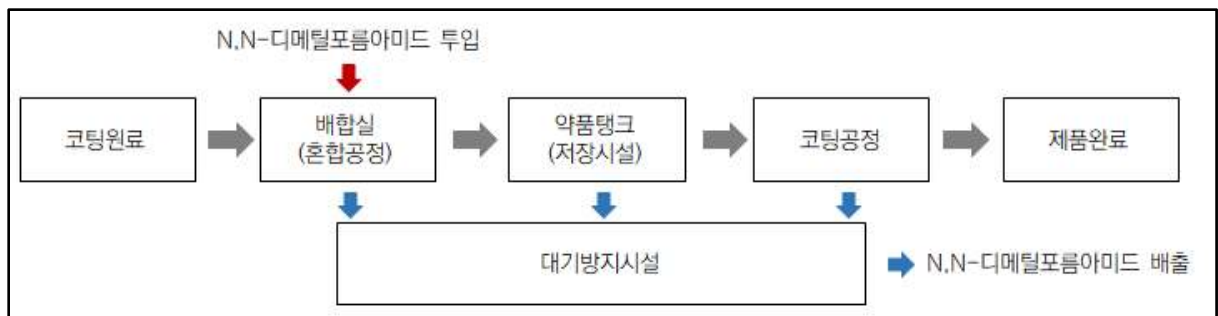 N,N-디메틸포름아미드 투입
코팅원료
배합실
(혼합공정)
약품탱크
(저장시설)
코팅공정
제품완료
대기방지시설
N,N-디메틸포름아미드 배출